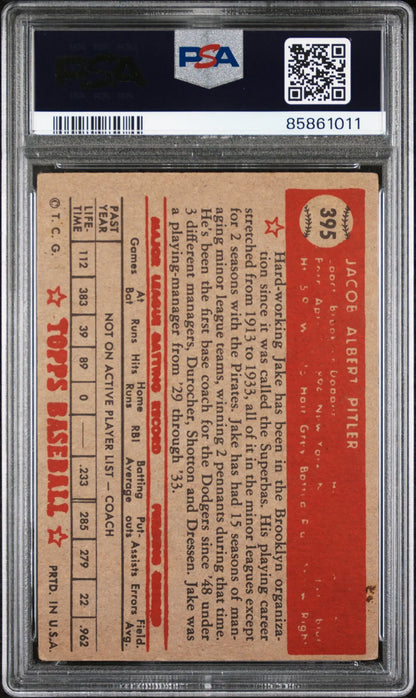 PSA
PSA
85861011
395
JACOB ALBERT PITLER
New York
Hair Grey
Hard-working Jake has been in the Brooklyn organiza-
tion since it was called the Superbas. His playing career
stretched from 1913 to 1933, all of it in the minor leagues except
for 2 seasons with the Pirates. Jake has had 15 seasons of man-
aging minor league teams, winning 2 pennants during that time.
He's been the first base coach for the Dodgers since '48 under
3 different managers, Durocher, Shotton and Dressen. Jake was
a playing-manager from '29 through '33.
MAJOR LEAGUE BATTING RECORD FIELDING RECORD
Games At Bat Runs Hits Home Runs RBI Batting Average Put-outs Assists Errors Field. Avg.
PAST YEAR NOT ON ACTIVE PLAYER LIST — COACH
LIFE-TIME 112 383 39 89 0 — .233 285 279 22 .962
© T. C. G. TOPPS BASEBALL PRTD. IN U.S.A.